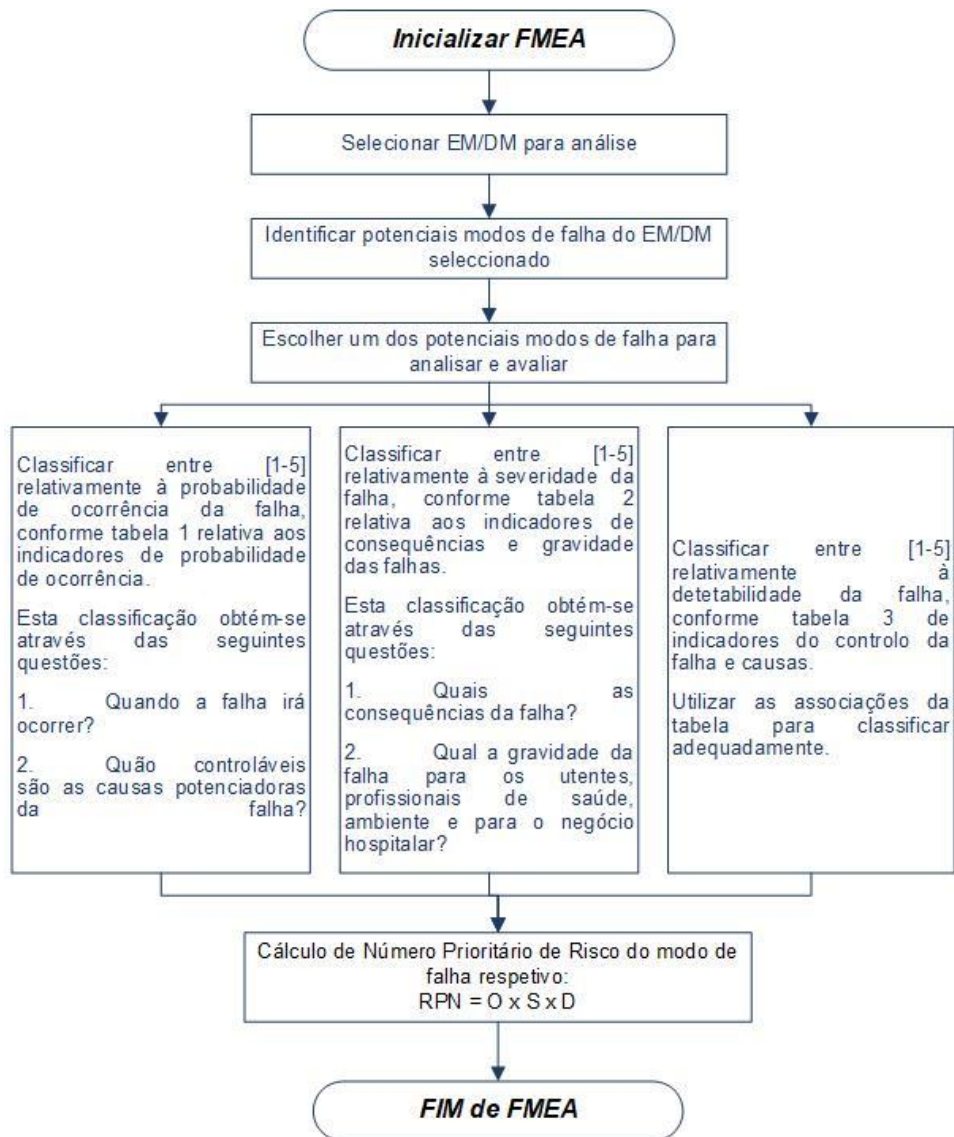 Inicializar FMEA
Selecionar EM/DM para análise
Identificar potenciais modos de falha do EM/DM
seleccionado
Escolher um dos potenciais modos de falha para
analisar e avaliar
Classificar entre [1-5]
relativamente à probabilidade
de ocorrência da falha,
conforme tabela 1 relativa aos
indicadores de probabilidade
de ocorrência.
Esta classificação obtém-se
através das seguintes
questões:
1. Quando a falha irá
ocorrer?
2. Quão controláveis
são as causas potenciadoras
da falha?
Classificar entre [1-5]
relativamente à severidade da
falha, conforme tabela 2
relativa aos indicadores de
consequências e gravidade
das falhas.
Esta classificação obtém-se
através das seguintes
questões:
1. Quais as
consequências da falha?
2. Qual a gravidade da
falha para os utentes,
profissionais de saúde,
ambiente e para o negócio
hospitalar?
Classificar entre [1-5]
relativamente à
detetabilidade da falha,
conforme tabela 3 de
indicadores do controlo da
falha e causas.
Utilizar as associações da
tabela para classificar
adequadamente.
Cálculo de Número Prioritário de Risco do modo de
falha respetivo:
RPN = O x S x D
FIM de FMEA